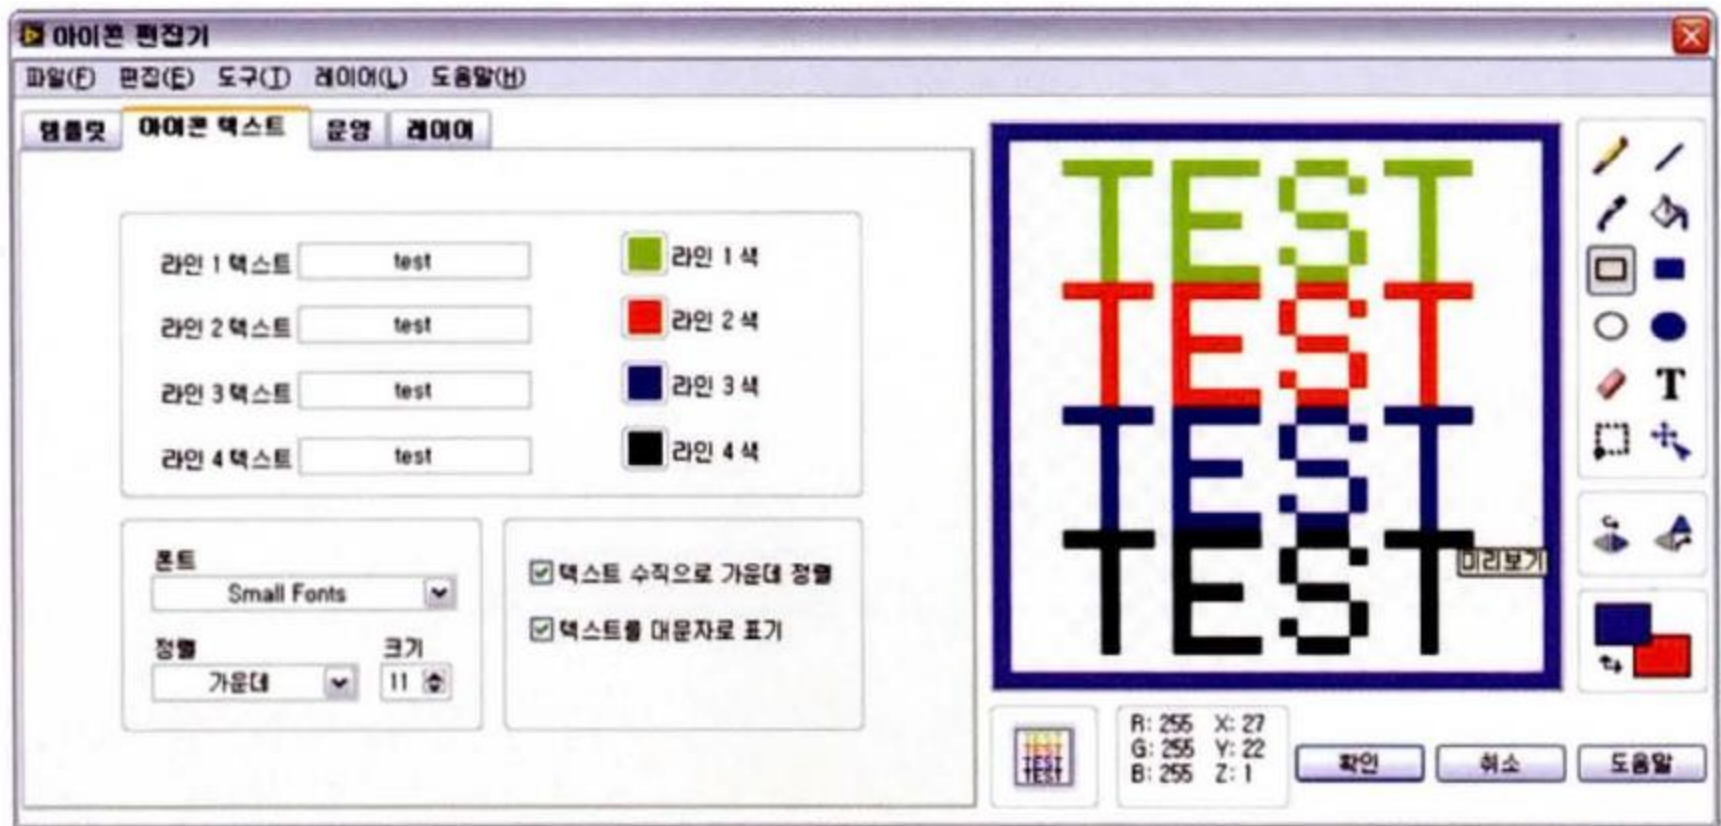 아이콘 편집기
파일(F) 편집(E) 도구(T) 레이어(L) 도움말(H)
템플릿 아이콘 텍스트 문양 레이어
라인 1 텍스트 test 라인 1 색
라인 2 텍스트 test 라인 2 색
라인 3 텍스트 test 라인 3 색
라인 4 텍스트 test 라인 4 색
폰트
Small Fonts
정렬 크기
가운데 11
텍스트 수직으로 가운데 정렬
텍스트를 대문자로 표기
TEST
TEST
TEST
TEST
미리보기
T
TEST
TEST
TEST
TEST
R: 255 X: 27
G: 255 Y: 22
B: 255 Z: 1
확인 취소 도움말